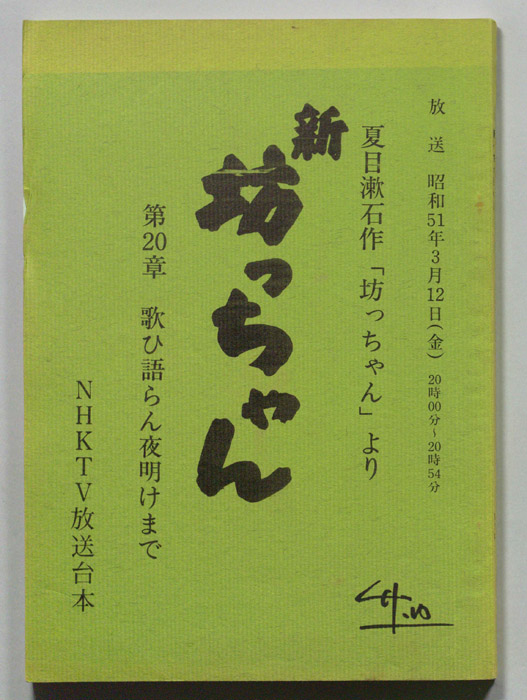 放送 昭和51年3月12日(金) 20時00分～20時54分
夏目漱石作「坊っちゃん」より
新
坊っちゃん
第20章 歌ひ語らん夜明けまで
NHKTV放送台本